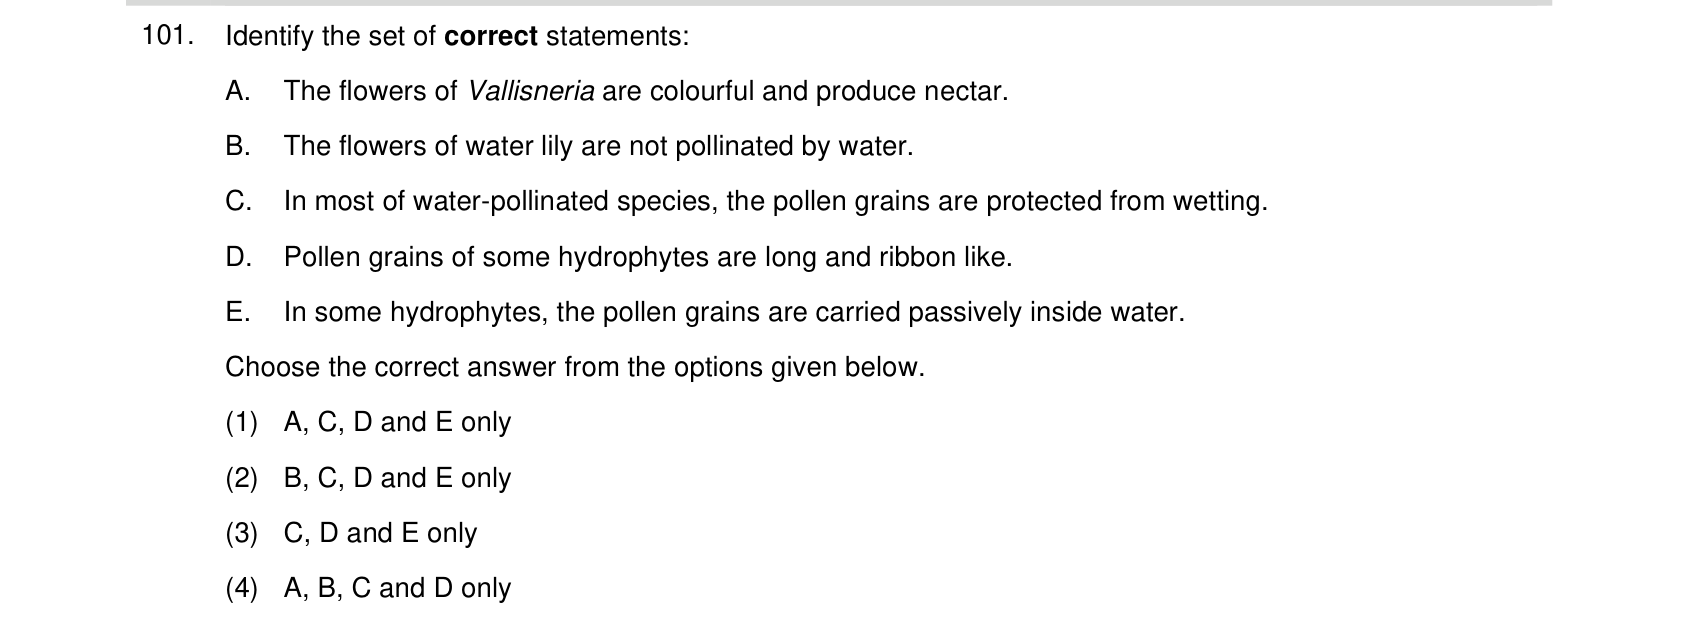 101. Identify the set of correct statements:
A. The flowers of Vallisneria are colourful and produce nectar.
B. The flowers of water lily are not pollinated by water.
C. In most of water-pollinated species, the pollen grains are protected from wetting.
D. Pollen grains of some hydrophytes are long and ribbon like.
E. In some hydrophytes, the pollen grains are carried passively inside water.
Choose the correct answer from the options given below.
(1) A, C, D and E only
(2) B, C, D and E only
(3) C, D and E only
(4) A, B, C and D only